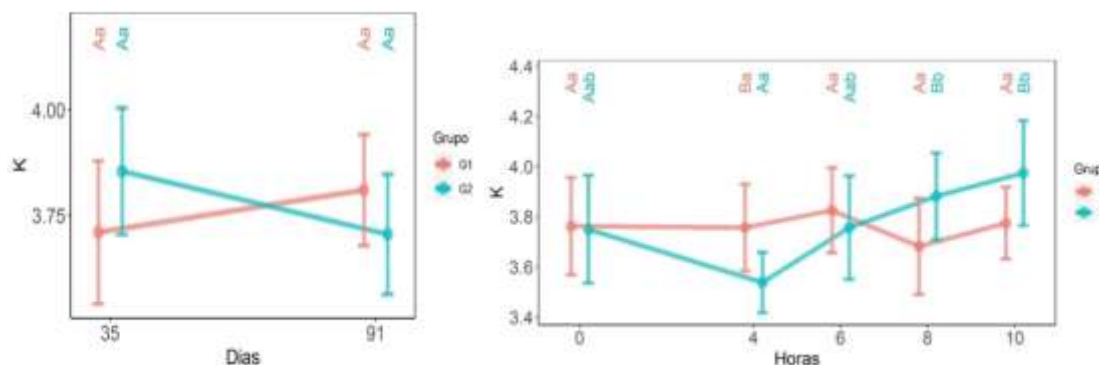 Aa Aa Aa Aa
4.00
3.75
K
35 91
Dias
Grupo
G1
G2
Aa Aab Ba Aa Aa Aab Aa Bb Aa Bb
4.4
4.2
4.0
3.8
3.6
3.4
K
0 4 6 8 10
Horas
Grup